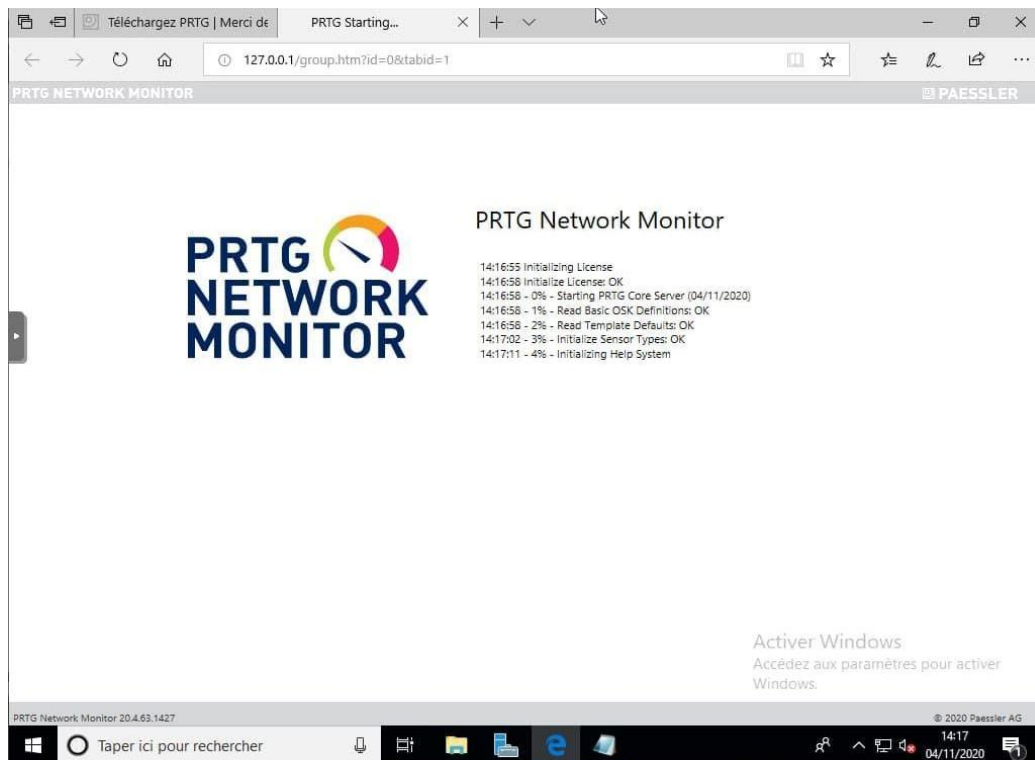 Téléchargez PRTG | Merci de
PRTG Starting...
127.0.0.1/group.htm?id=0&tabid=1
PRTG NETWORK MONITOR
PAESSLER
PRTG
NETWORK
MONITOR
PRTG Network Monitor
14:16:55 Initializing License
14:16:58 Initialize License: OK
14:16:58 - 0% - Starting PRTG Core Server (04/11/2020)
14:16:58 - 1% - Read Basic OSK Definitions: OK
14:16:58 - 2% - Read Template Defaults: OK
14:17:02 - 3% - Initialize Sensor Types: OK
14:17:11 - 4% - Initializing Help System
Activer Windows
Accédez aux paramètres pour activer
Windows.
PRTG Network Monitor 20.4.63.1427
© 2020 Paessler AG
Taper ici pour rechercher
14:17
04/11/2020
1